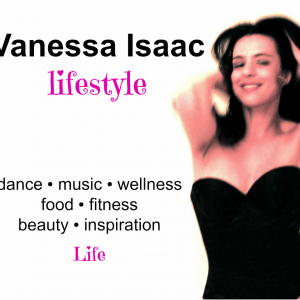 Vanessa Isaac
lifestyle
dance • music • wellness
food • fitness
beauty • inspiration
Life